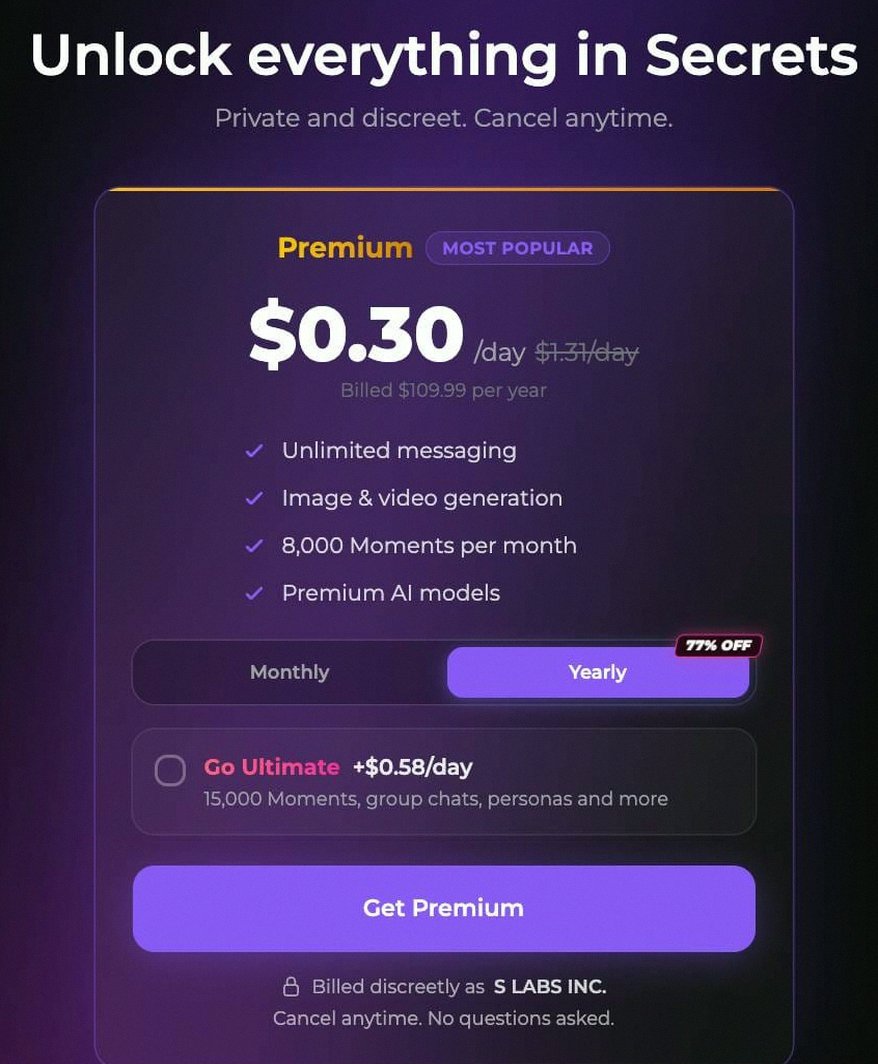 Unlock everything in Secrets
Private and discreet. Cancel anytime.
Premium MOST POPULAR
$0.30 /day $1.31/day
Billed $109.99 per year
Unlimited messaging
Image & video generation
8,000 Moments per month
Premium AI models
77% OFF
Monthly Yearly
Go Ultimate +$0.58/day
15,000 Moments, group chats, personas and more
Get Premium
Billed discreetly as S LABS INC.
Cancel anytime. No questions asked.